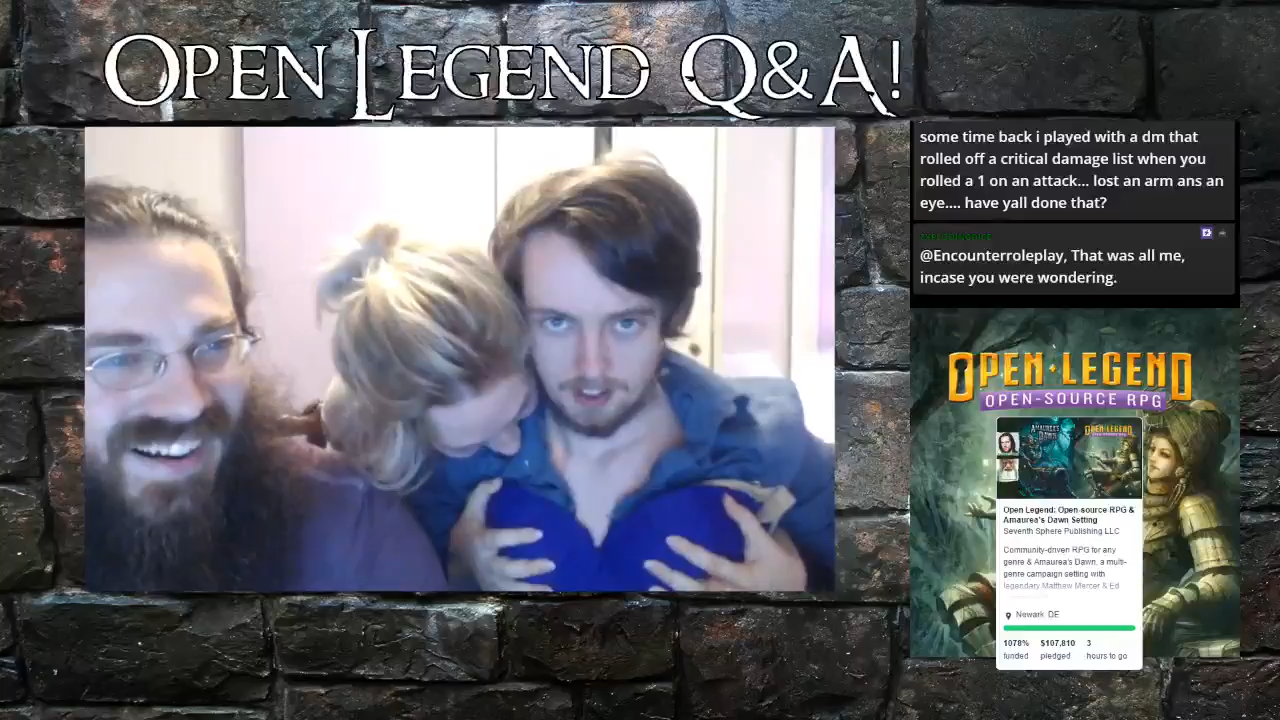 OPEN LEGEND Q&A!
some time back i played with a dm that
rolled off a critical damage list when you
rolled a 1 on an attack... lost an arm ans an
eye.... have yall done that?
@Encounterroleplay, That was all me,
incase you were wondering.
OPEN LEGEND
OPEN-SOURCE RPG
AMAUREA'S DAWN
OPEN LEGEND
Open Legend: Open-source RPG &
Amaurea's Dawn Setting
Seventh Sphere Publishing LLC
Community-driven RPG for any
genre & Amaurea's Dawn, a multi-
genre campaign setting with
legendary Matthew Mercer & Ed
Newark DE
1078% $107,810 3
funded pledged hours to go